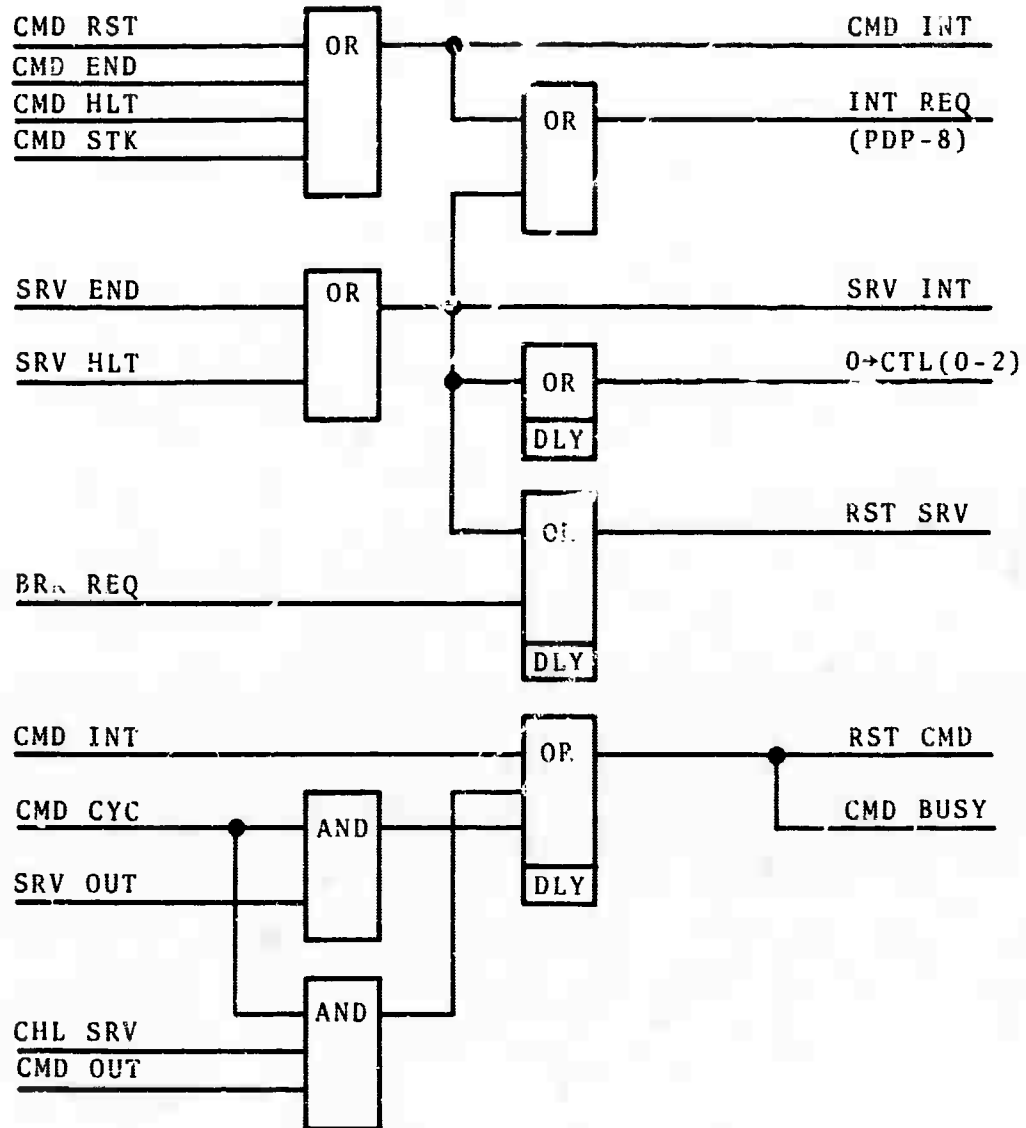 CMD RST
OR
CMD INT
CMD END
CMD HLT
OR
INT REQ
CMD STK
(PDP-8)
SRV END
OR
SRV INT
SRV HLT
OR
0→CTL(0-2)
DLY
RST SRV
REQ
DLY
CMD INT
OR
RST CMD
CMD CYC
AND
CMD BUSY
SRV OUT
DLY
AND
CHL SRV
CMD OUT